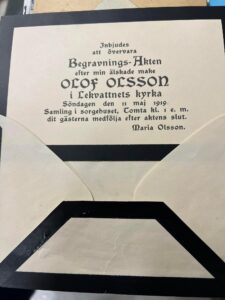 Inbjudes
att övervara
Begravnings-Akten
efter min älskade make
OLOF OLSSON
i Lekvattnets kyrka
Söndagen den 11 maj 1919
Samling i sorgehuset, Tomta kl. 1 e. m.
dit gästerna medfölja efter aktens slut.
Maria Olsson.